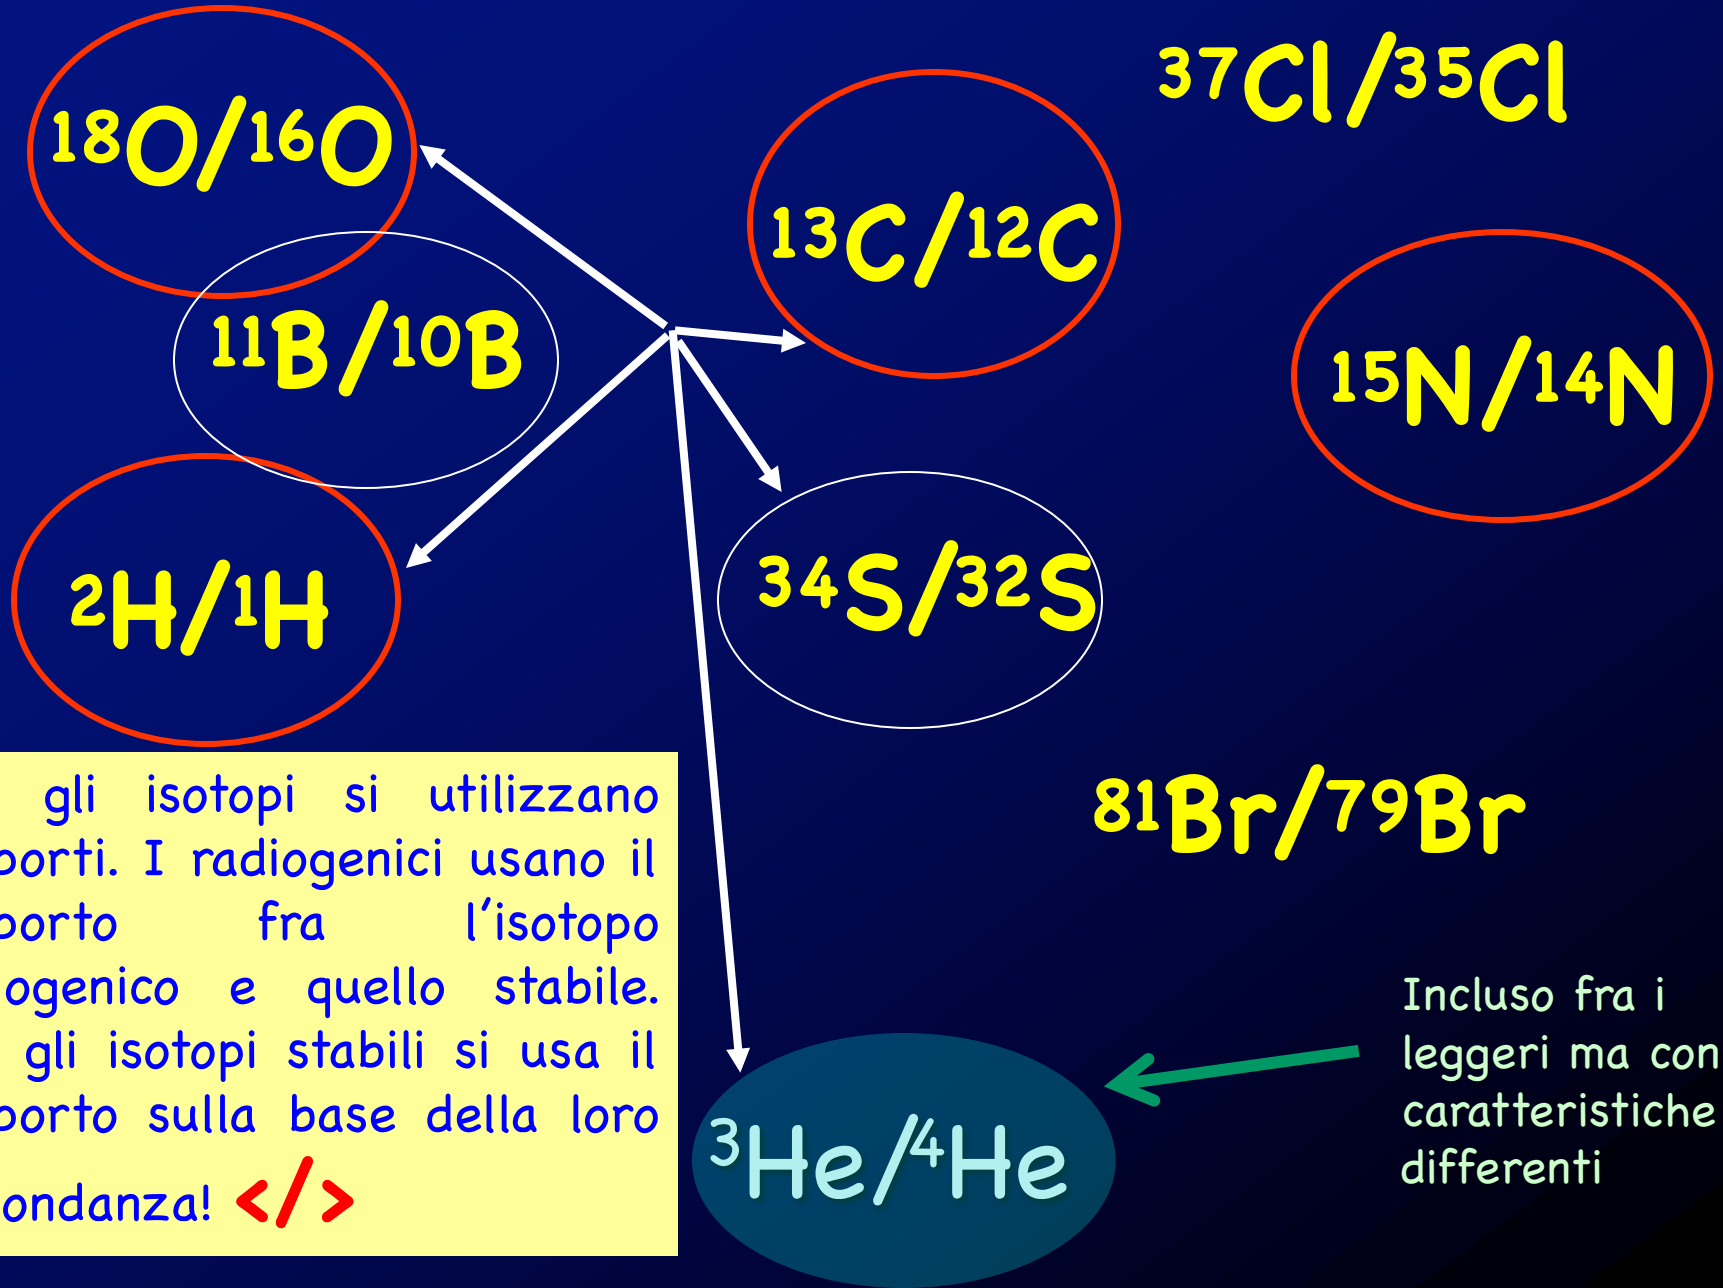 ³⁷Cl/³⁵Cl
¹⁸O/¹⁶O
¹³C/¹²C
¹¹B/¹⁰B
¹⁵N/¹⁴N
²H/¹H
³⁴S/³²S
⁸¹Br/⁷⁹Br
gli isotopi si utilizzano
porti. I radiogenici usano il
porto fra l'isotopo
ogenico e quello stabile.
gli isotopi stabili si usa il
porto sulla base della loro
ondanza! </>
³He/⁴He
Incluso fra i
leggeri ma con
caratteristiche
differenti